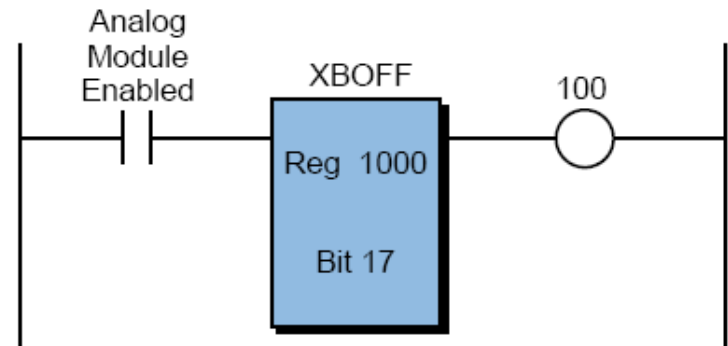 Analog
Module
Enabled
XBOFF
100
Reg 1000
Bit 17